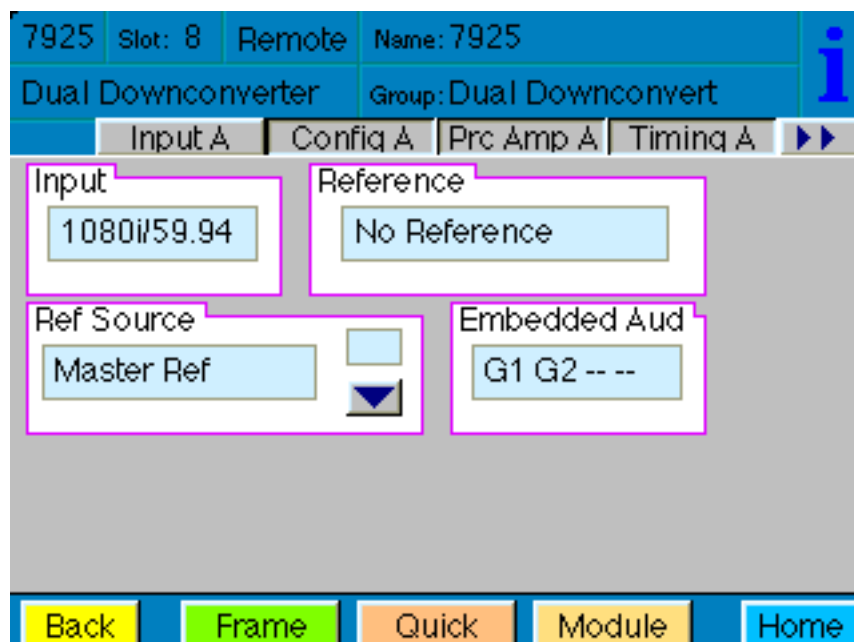 7925 Slot: 8 Remote Name: 7925 i
Dual Downconverter Group: Dual Downconvert
Input A Config A Prc Amp A Timing A
Input Reference
1080i/59.94 No Reference
Ref Source Embedded Aud
Master Ref G1 G2 -- --
Back Frame Quick Module Home